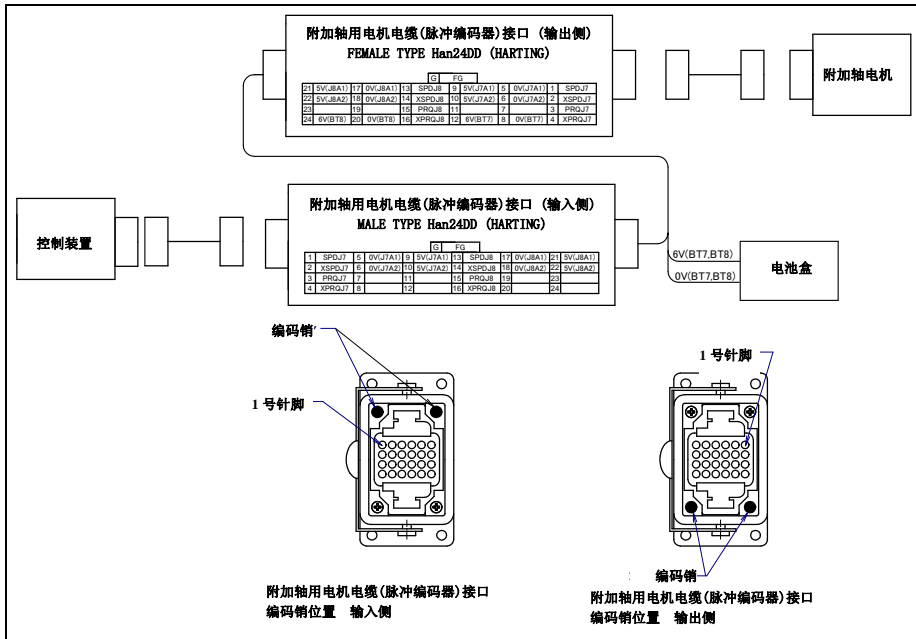 附加轴用电机电缆(脉冲编码器)接口 (输出侧)
FEMALE TYPE Han24DD (HARTING)
G FG
21 5V(J8A1) 17 0V(J8A1) 13 SPDJ8 9 5V(J7A1) 5 0V(J7A1) 1 SPDJ7
22 5V(J8A2) 18 0V(J8A2) 14 XSPDJ8 10 5V(J7A2) 6 0V(J7A2) 2 XSPDJ7
23 19 15 PRQJ8 11 7 3 PRQJ7
24 6V(BT8) 20 0V(BT8) 16 XPRQJ8 12 6V(BT7) 8 0V(BT7) 4 XPRQJ7
附加轴电机
控制装置
附加轴用电机电缆(脉冲编码器)接口 (输入侧)
MALE TYPE Han24DD (HARTING)
G FG
1 SPDJ7 5 0V(J7A1) 9 5V(J7A1) 13 SPDJ8 17 0V(J8A1) 21 5V(J8A1)
2 XSPDJ7 6 0V(J7A2) 10 5V(J7A2) 14 XSPDJ8 18 0V(J8A2) 22 5V(J8A2)
3 PRQJ7 7 11 15 PRQJ8 19 23
4 XPRQJ7 8 12 16 XPRQJ8 20 24
6V(BT7,BT8)
0V(BT7,BT8)
电池盒
编码销
1 号针脚
1 号针脚
编码销
附加轴用电机电缆(脉冲编码器)接口
编码销位置 输入侧
附加轴用电机电缆(脉冲编码器)接口
编码销位置 输出侧